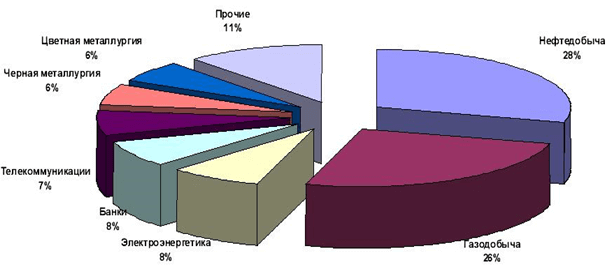 Прочие
11%
Цветная металлургия
6%
Черная металлургия
6%
Телекоммуникации
7%
Банки
8%
Электроэнергетика
8%
Газодобыча
26%
Нефтедобыча
28%